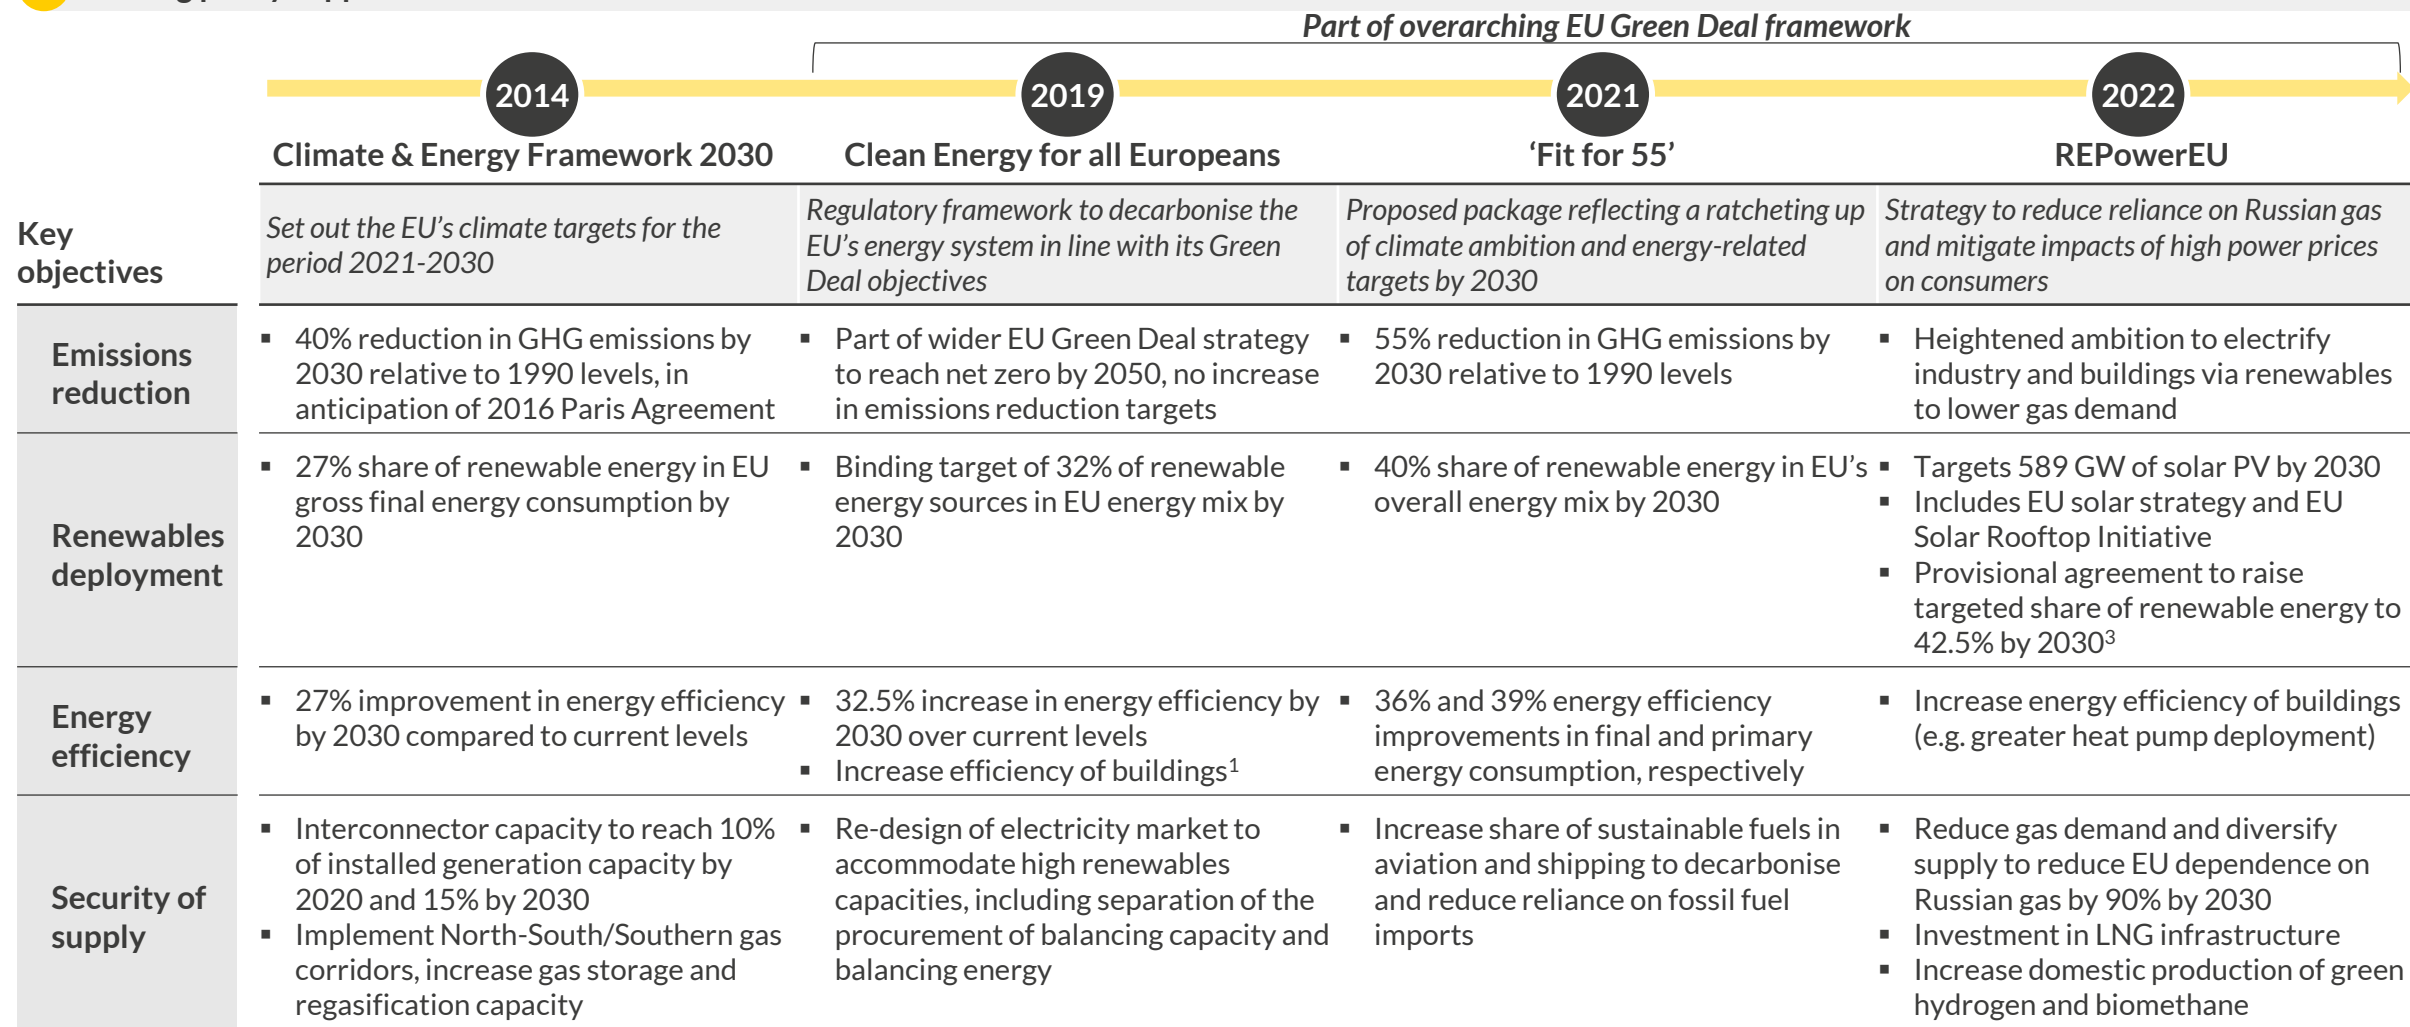 Part of overarching EU Green Deal framework
2014
2019
2021
2022
Climate & Energy Framework 2030
Clean Energy for all Europeans
‘Fit for 55’
REPowerEU
Key
objectives
Set out the EU’s climate targets for the
period 2021-2030
Regulatory framework to decarbonise the
EU’s energy system in line with its Green
Deal objectives
Proposed package reflecting a ratcheting up
of climate ambition and energy-related
targets by 2030
Strategy to reduce reliance on Russian gas
and mitigate impacts of high power prices
on consumers
Emissions
reduction
▪ 40% reduction in GHG emissions by
2030 relative to 1990 levels, in
anticipation of 2016 Paris Agreement
▪ Part of wider EU Green Deal strategy
to reach net zero by 2050, no increase
in emissions reduction targets
▪ 55% reduction in GHG emissions by
2030 relative to 1990 levels
▪ Heightened ambition to electrify
industry and buildings via renewables
to lower gas demand
Renewables
deployment
▪ 27% share of renewable energy in EU
gross final energy consumption by
2030
▪ Binding target of 32% of renewable
energy sources in EU energy mix by
2030
▪ 40% share of renewable energy in EU’s
overall energy mix by 2030
▪ Targets 589 GW of solar PV by 2030
▪ Includes EU solar strategy and EU
Solar Rooftop Initiative
▪ Provisional agreement to raise
targeted share of renewable energy to
42.5% by 2030³
Energy
efficiency
▪ 27% improvement in energy efficiency
by 2030 compared to current levels
▪ 32.5% increase in energy efficiency by
2030 over current levels
▪ Increase efficiency of buildings¹
▪ 36% and 39% energy efficiency
improvements in final and primary
energy consumption, respectively
▪ Increase energy efficiency of buildings
(e.g. greater heat pump deployment)
Security of
supply
▪ Interconnector capacity to reach 10%
of installed generation capacity by
2020 and 15% by 2030
▪ Implement North-South/Southern gas
corridors, increase gas storage and
regasification capacity
▪ Re-design of electricity market to
accommodate high renewables
capacities, including separation of the
procurement of balancing capacity and
balancing energy
▪ Increase share of sustainable fuels in
aviation and shipping to decarbonise
and reduce reliance on fossil fuel
imports
▪ Reduce gas demand and diversify
supply to reduce EU dependence on
Russian gas by 90% by 2030
▪ Investment in LNG infrastructure
▪ Increase domestic production of green
hydrogen and biomethane